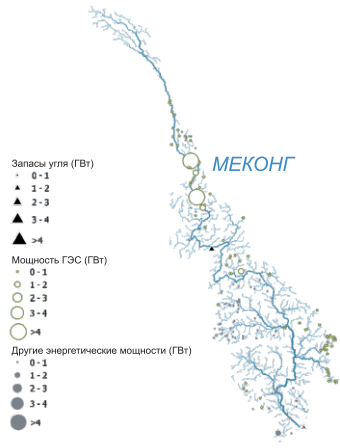 МЕКОНГ
Запасы угля (ГВт)
0 - 1
1 - 2
2 - 3
3 - 4
>4
Мощность ГЭС (ГВт)
0 - 1
1 - 2
2 - 3
3 - 4
>4
Другие энергетические мощности (ГВт)
0 - 1
1 - 2
2 - 3
3 - 4
>4